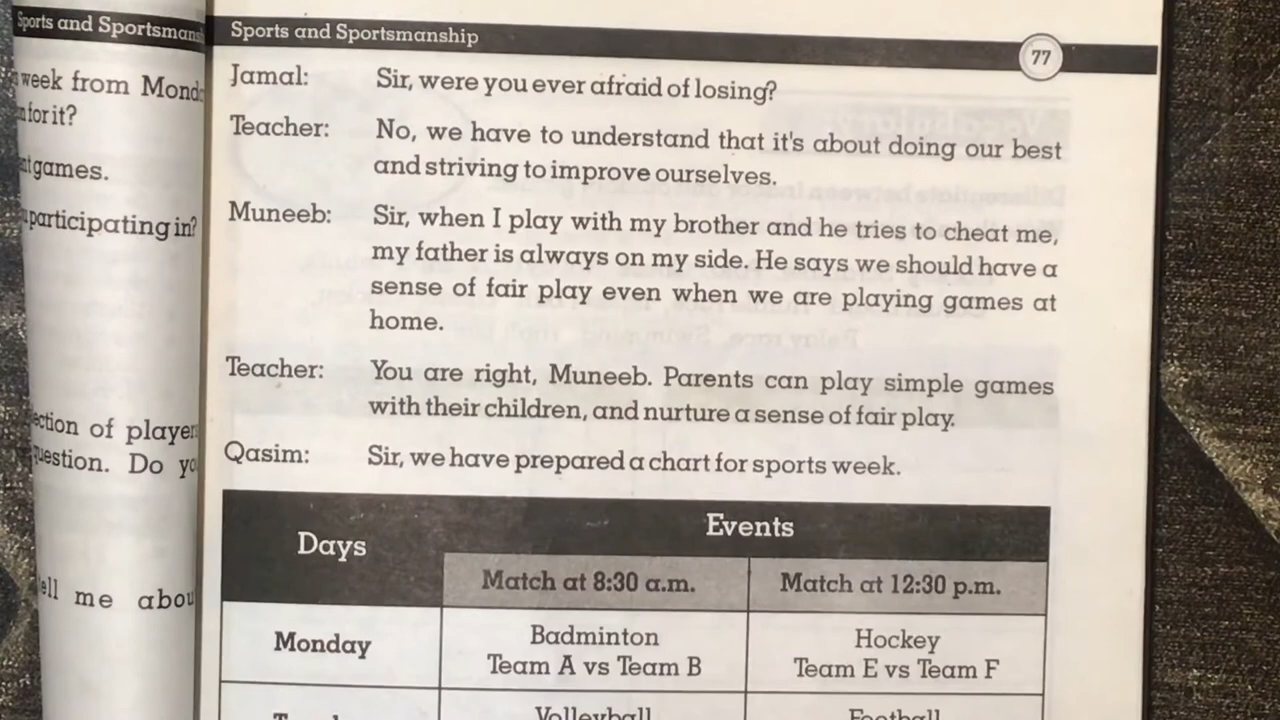 Sports and Sportsmans
week from Mond
for it?
games.
participating in?
ection of player
question. Do yo
ell me abou
Sports and Sportsmanship
77
Jamal: Sir, were you ever afraid of losing?
Teacher: No, we have to understand that it's about doing our best
and striving to improve ourselves.
Muneeb: Sir, when I play with my brother and he tries to cheat me,
my father is always on my side. He says we should have a
sense of fair play even when we are playing games at
home.
Teacher: You are right, Muneeb. Parents can play simple games
with their children, and nurture a sense of fair play.
Qasim: Sir, we have prepared a chart for sports week.
Days Events
Match at 8:30 a.m. Match at 12:30 p.m.
Monday Badminton Hockey
Team A vs Team B Team E vs Team F
Volleyball Football